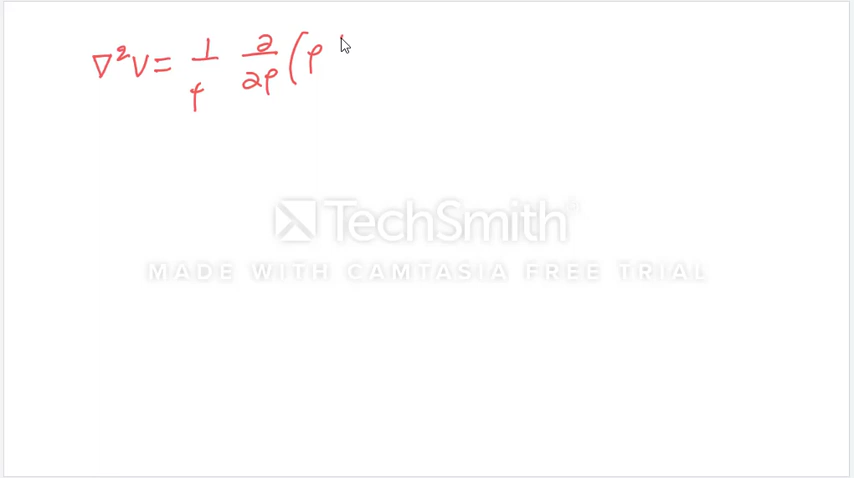 ∇²V = 1/ρ ∂/∂ρ (ρ
TechSmith®
MADE WITH CAMTASIA FREE TRIAL